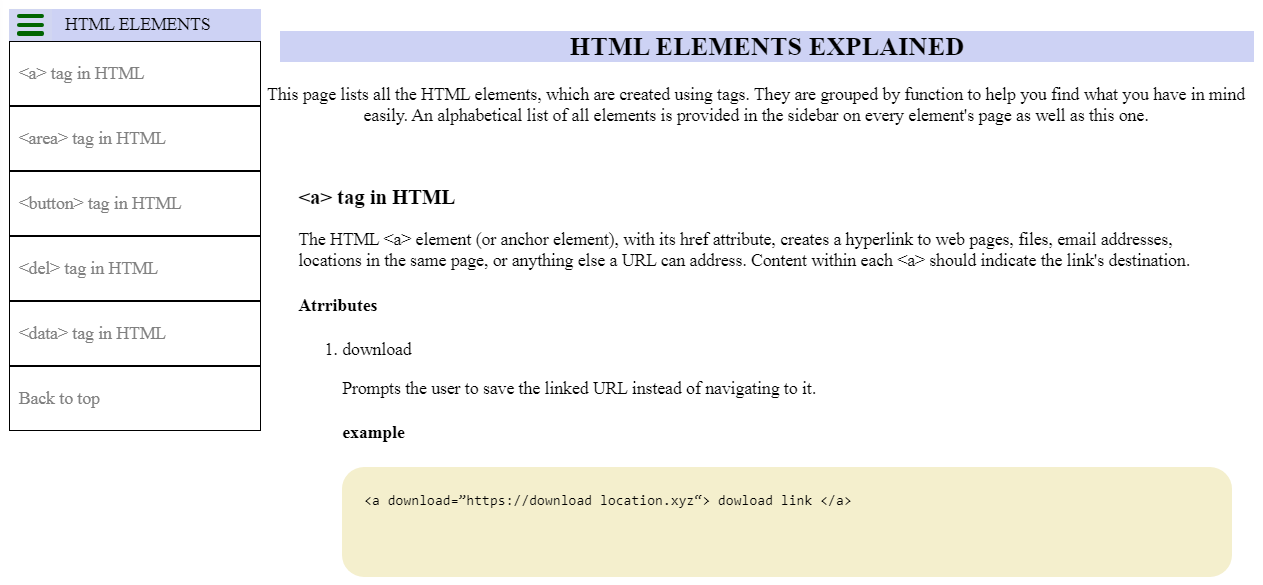 HTML ELEMENTS
<a> tag in HTML
<area> tag in HTML
<button> tag in HTML
<del> tag in HTML
<data> tag in HTML
Back to top
HTML ELEMENTS EXPLAINED
This page lists all the HTML elements, which are created using tags. They are grouped by function to help you find what you have in mind
easily. An alphabetical list of all elements is provided in the sidebar on every element's page as well as this one.
<a> tag in HTML
The HTML <a> element (or anchor element), with its href attribute, creates a hyperlink to web pages, files, email addresses,
locations in the same page, or anything else a URL can address. Content within each <a> should indicate the link's destination.
Atrributes
1. download
Prompts the user to save the linked URL instead of navigating to it.
example
<a download=”https://download location.xyz“> dowload link </a>